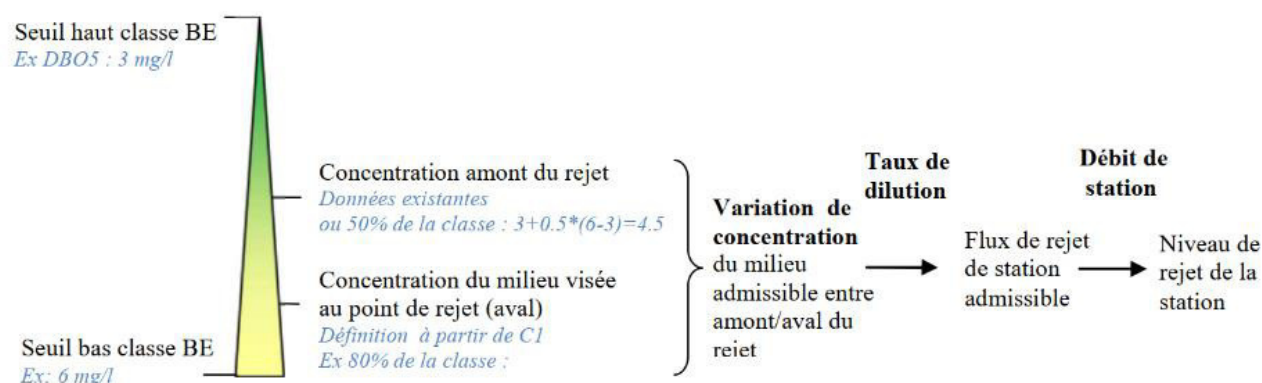 Seuil haut classe BE
Ex DBO5 : 3 mg/l
Concentration amont du rejet
Données existantes
ou 50% de la classe : 3+0.5*(6-3)=4.5
Concentration du milieu visée
au point de rejet (aval)
Définition à partir de C1
Ex 80% de la classe :
Seuil bas classe BE
Ex: 6 mg/l
Variation de
concentration
du milieu
admissible entre
amont/aval du
rejet
Taux de
dilution
Flux de rejet
de station
admissible
Débit de
station
Niveau de
rejet de la
station